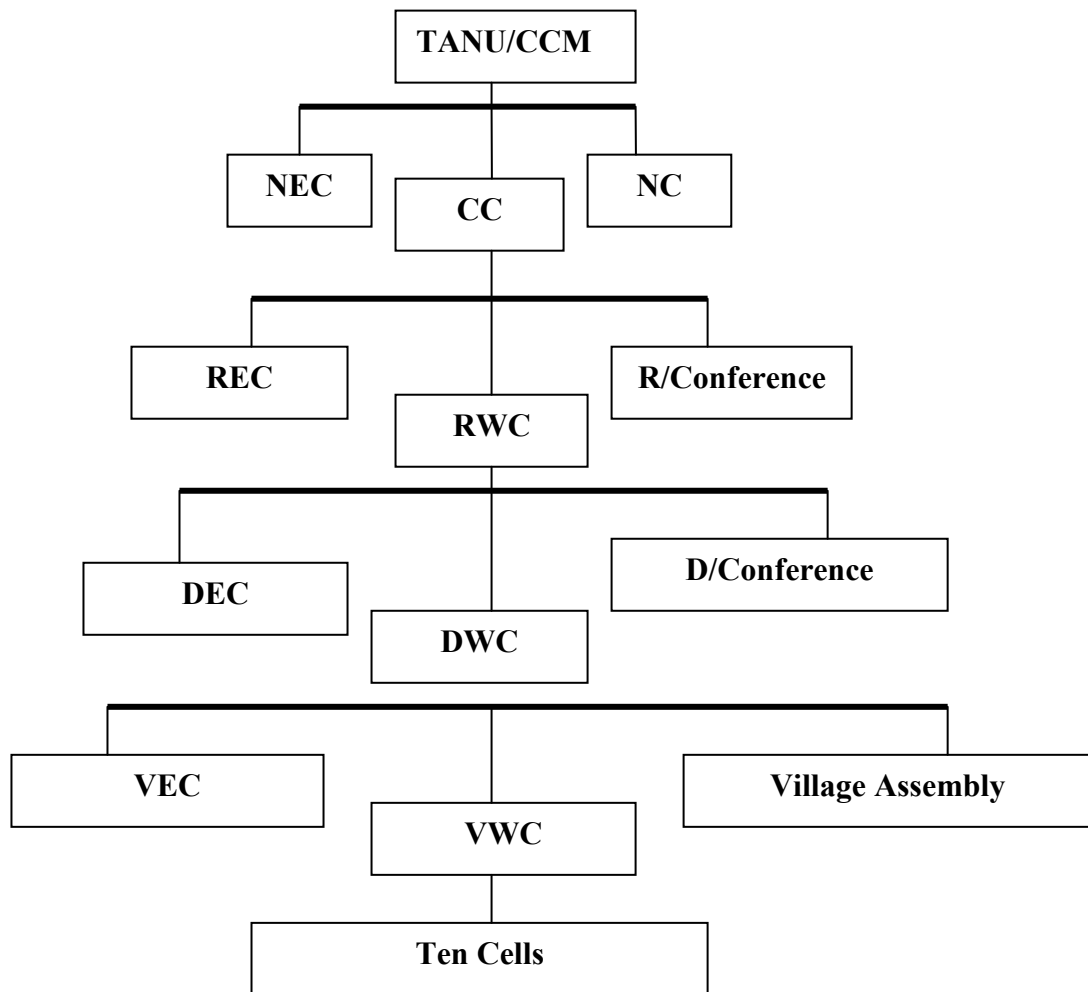 TANU/CCM
NEC
NC
CC
REC
R/Conference
RWC
DEC
D/Conference
DWC
VEC
Village Assembly
VWC
Ten Cells